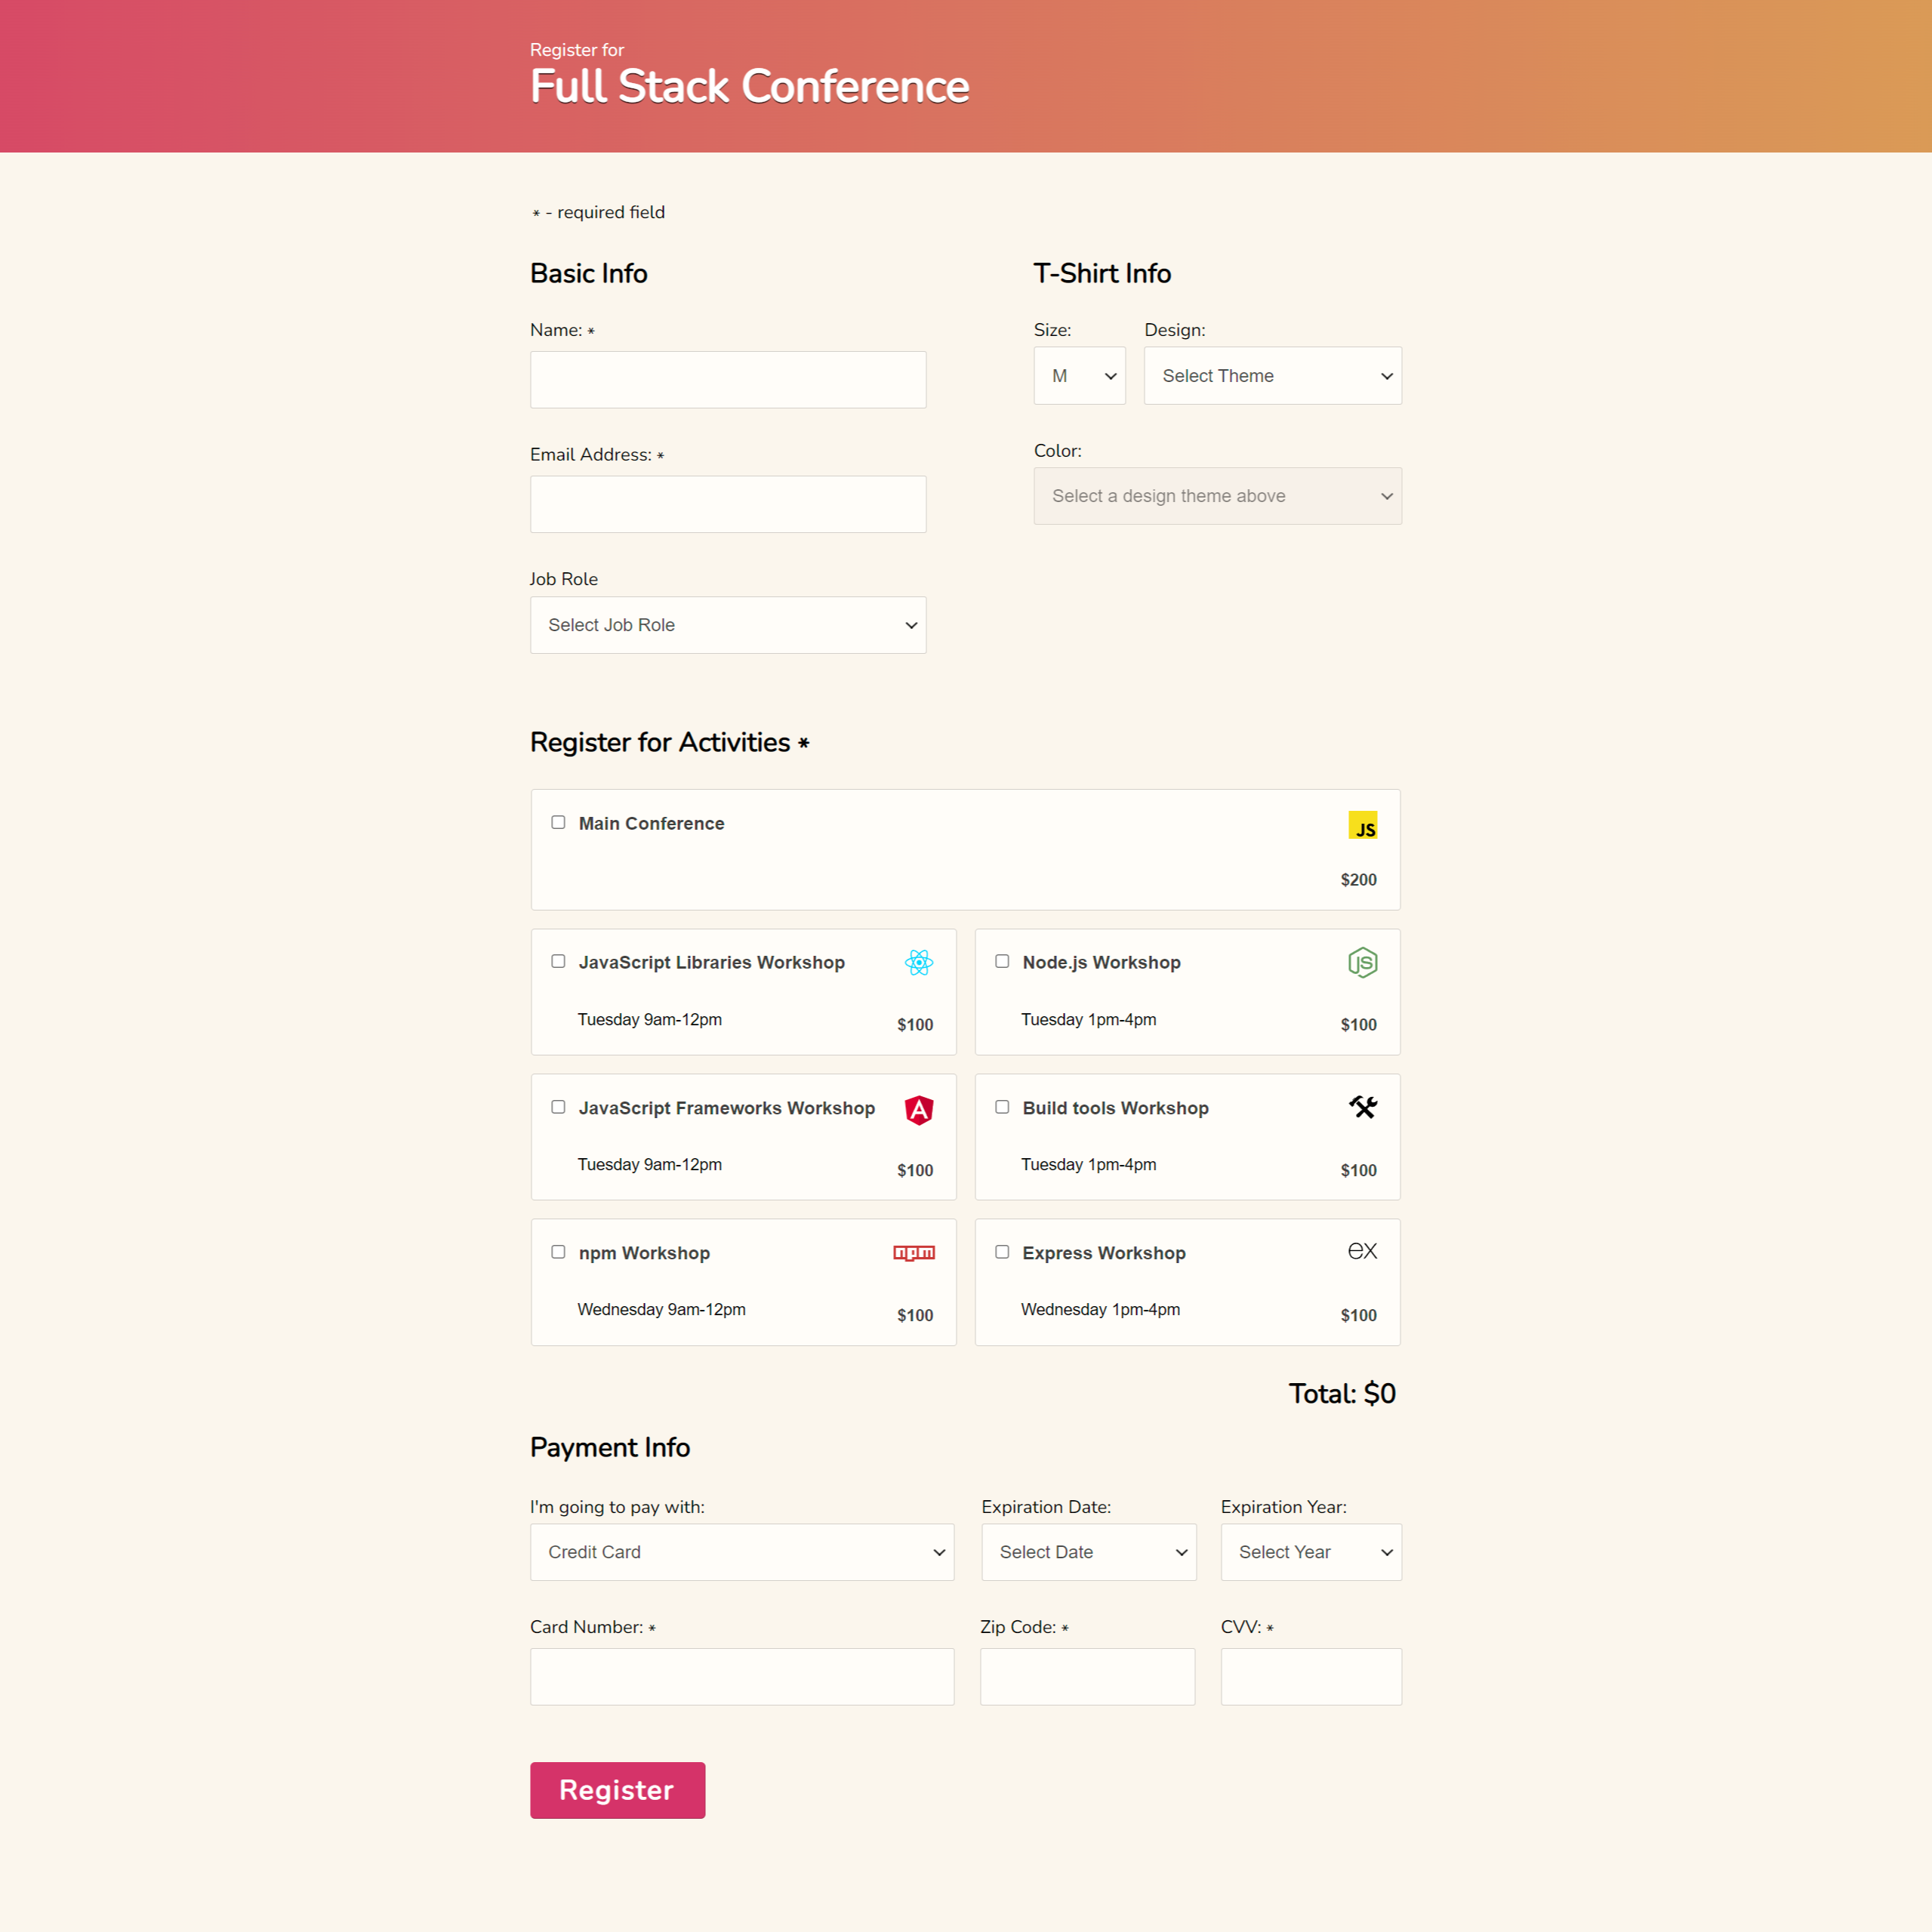 Register for
Full Stack Conference
* - required field
Basic Info
Name: *
Email Address: *
Job Role
Select Job Role
T-Shirt Info
Size: Design:
M Select Theme
Color:
Select a design theme above
Register for Activities *
Main Conference JS
$200
JavaScript Libraries Workshop
Tuesday 9am-12pm $100
Node.js Workshop JS
Tuesday 1pm-4pm $100
JavaScript Frameworks Workshop A
Tuesday 9am-12pm $100
Build tools Workshop
Tuesday 1pm-4pm $100
npm Workshop npm
Wednesday 9am-12pm $100
Express Workshop ex
Wednesday 1pm-4pm $100
Total: $0
Payment Info
I'm going to pay with: Expiration Date: Expiration Year:
Credit Card Select Date Select Year
Card Number: * Zip Code: * CVV: *
Register